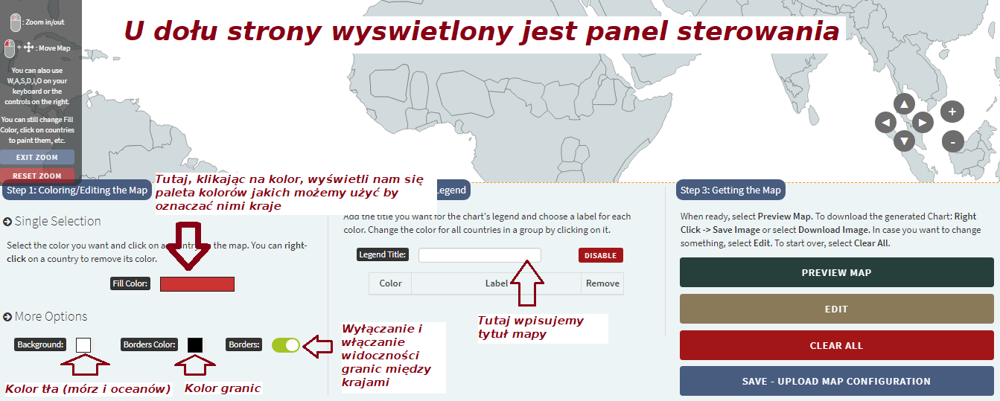 U dołu strony wyswietlony jest panel sterowania
: Zoom in/out
+ : Move Map
You can also use
W,A,S,D,I,O on your
keyboard or the
controls on the right.
You can still change Fill
Color, click on countries
to paint them, etc.
EXIT ZOOM
RESET ZOOM
+
-
Step 1: Coloring/Editing the Map
Tutaj, klikając na kolor, wyświetli nam się
paleta kolorów jakich możemy użyć by
oznaczać nimi kraje
Single Selection
Select the color you want and click on a the map. You can right-
click on a country to remove its color.
Fill Color:
More Options
Background:
Borders Color:
Borders:
Kolor tła (mórz i oceanów)
Kolor granic
Wyłączanie i
włączanie
widoczności
granic między
krajami
Legend
Add the title you want for the chart's legend and choose a label for each
color. Change the color for all countries in a group by clicking on it.
Legend Title:
DISABLE
Color Label Remove
Tutaj wpisujemy
tytuł mapy
Step 3: Getting the Map
When ready, select Preview Map. To download the generated Chart: Right
Click -> Save Image or select Download Image. In case you want to change
something, select Edit. To start over, select Clear All.
PREVIEW MAP
EDIT
CLEAR ALL
SAVE - UPLOAD MAP CONFIGURATION